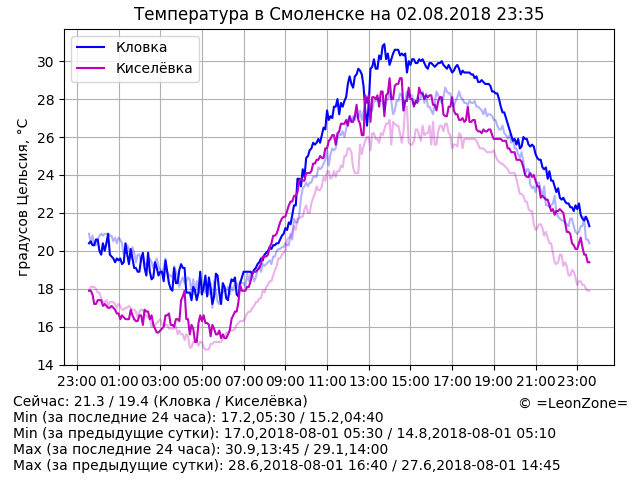 Температура в Смоленске на 02.08.2018 23:35
Кловка
Киселёвка
градусов Цельсия, °C
30
28
26
24
22
20
18
16
14
23:00 01:00 03:00 05:00 07:00 09:00 11:00 13:00 15:00 17:00 19:00 21:00 23:00
Сейчас: 21.3 / 19.4 (Кловка / Киселёвка)
© =LeonZone=
Min (за последние 24 часа): 17.2,05:30 / 15.2,04:40
Min (за предыдущие сутки): 17.0,2018-08-01 05:30 / 14.8,2018-08-01 05:10
Max (за последние 24 часа): 30.9,13:45 / 29.1,14:00
Max (за предыдущие сутки): 28.6,2018-08-01 16:40 / 27.6,2018-08-01 14:45